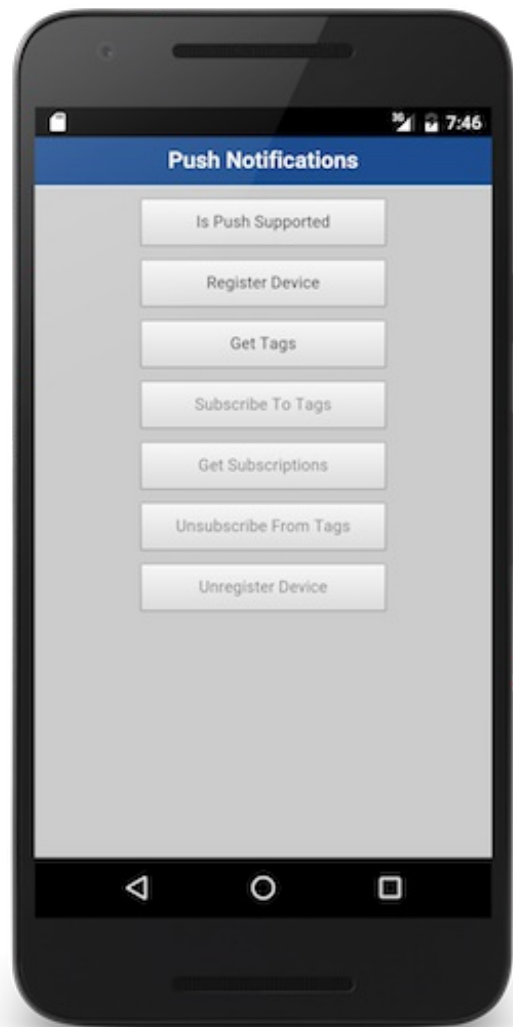 3G 7:46
Push Notifications
Is Push Supported
Register Device
Get Tags
Subscribe To Tags
Get Subscriptions
Unsubscribe From Tags
Unregister Device